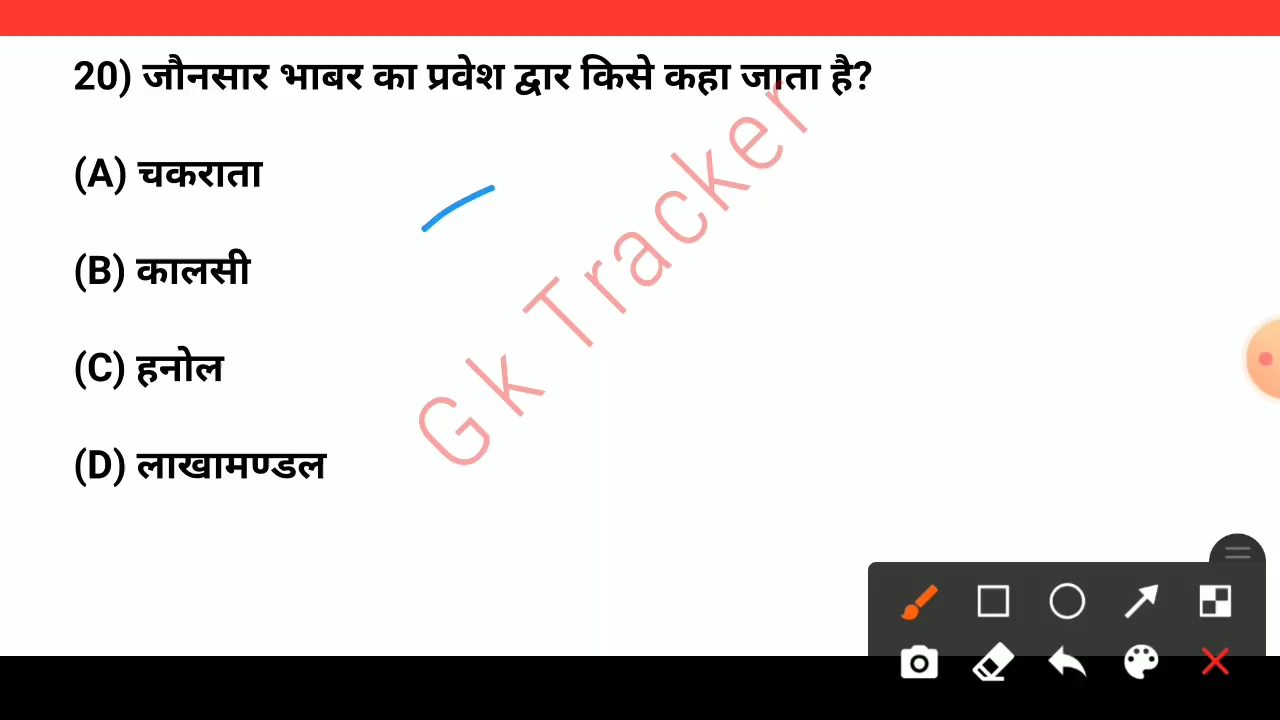 20) जौनसार भाबर का प्रवेश द्वार किसे कहा जाता है?
(A) चकराता
(B) कालसी
(C) हनोल
(D) लाखामण्डल
Gk Tracker